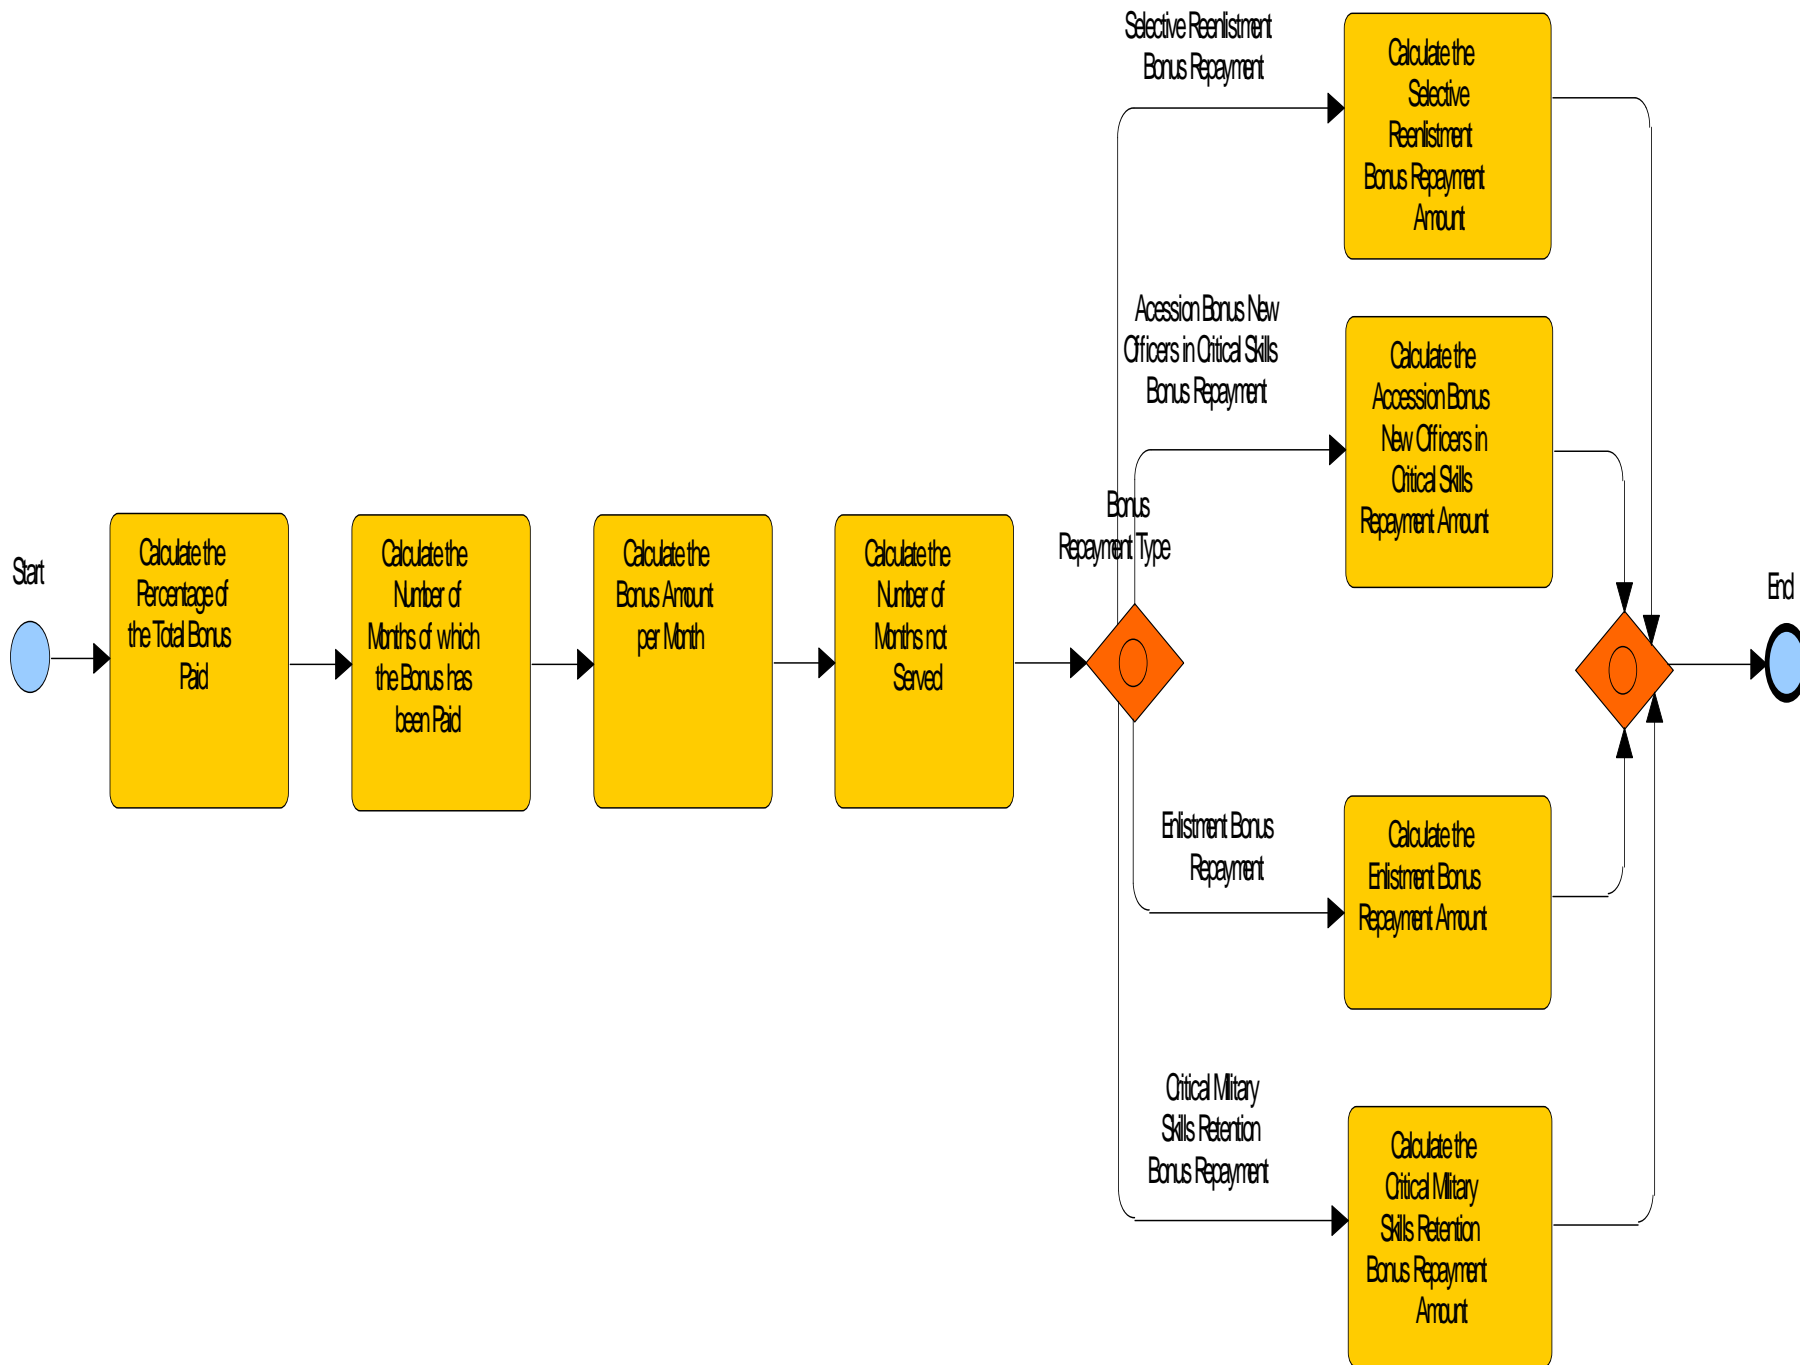 Start
Calculate the
Percentage of
the Total Bonus
Paid
Calculate the
Number of
Months of which
the Bonus has
been Paid
Calculate the
Bonus Amount
per Month
Calculate the
Number of
Months not
Served
Bonus
Repayment Type
Selective Reenlistment
Bonus Repayment
Calculate the
Selective
Reenlistment
Bonus Repayment
Amount
Acession Bonus New
Officers in Critical Skills
Bonus Repayment
Calculate the
Accession Bonus
New Officers in
Critical Skills
Repayment Amount
Enlistment Bonus
Repayment
Calculate the
Enlistment Bonus
Repayment Amount
Critical Military
Skills Retention
Bonus Repayment
Calculate the
Critical Military
Skills Retention
Bonus Repayment
Amount
End